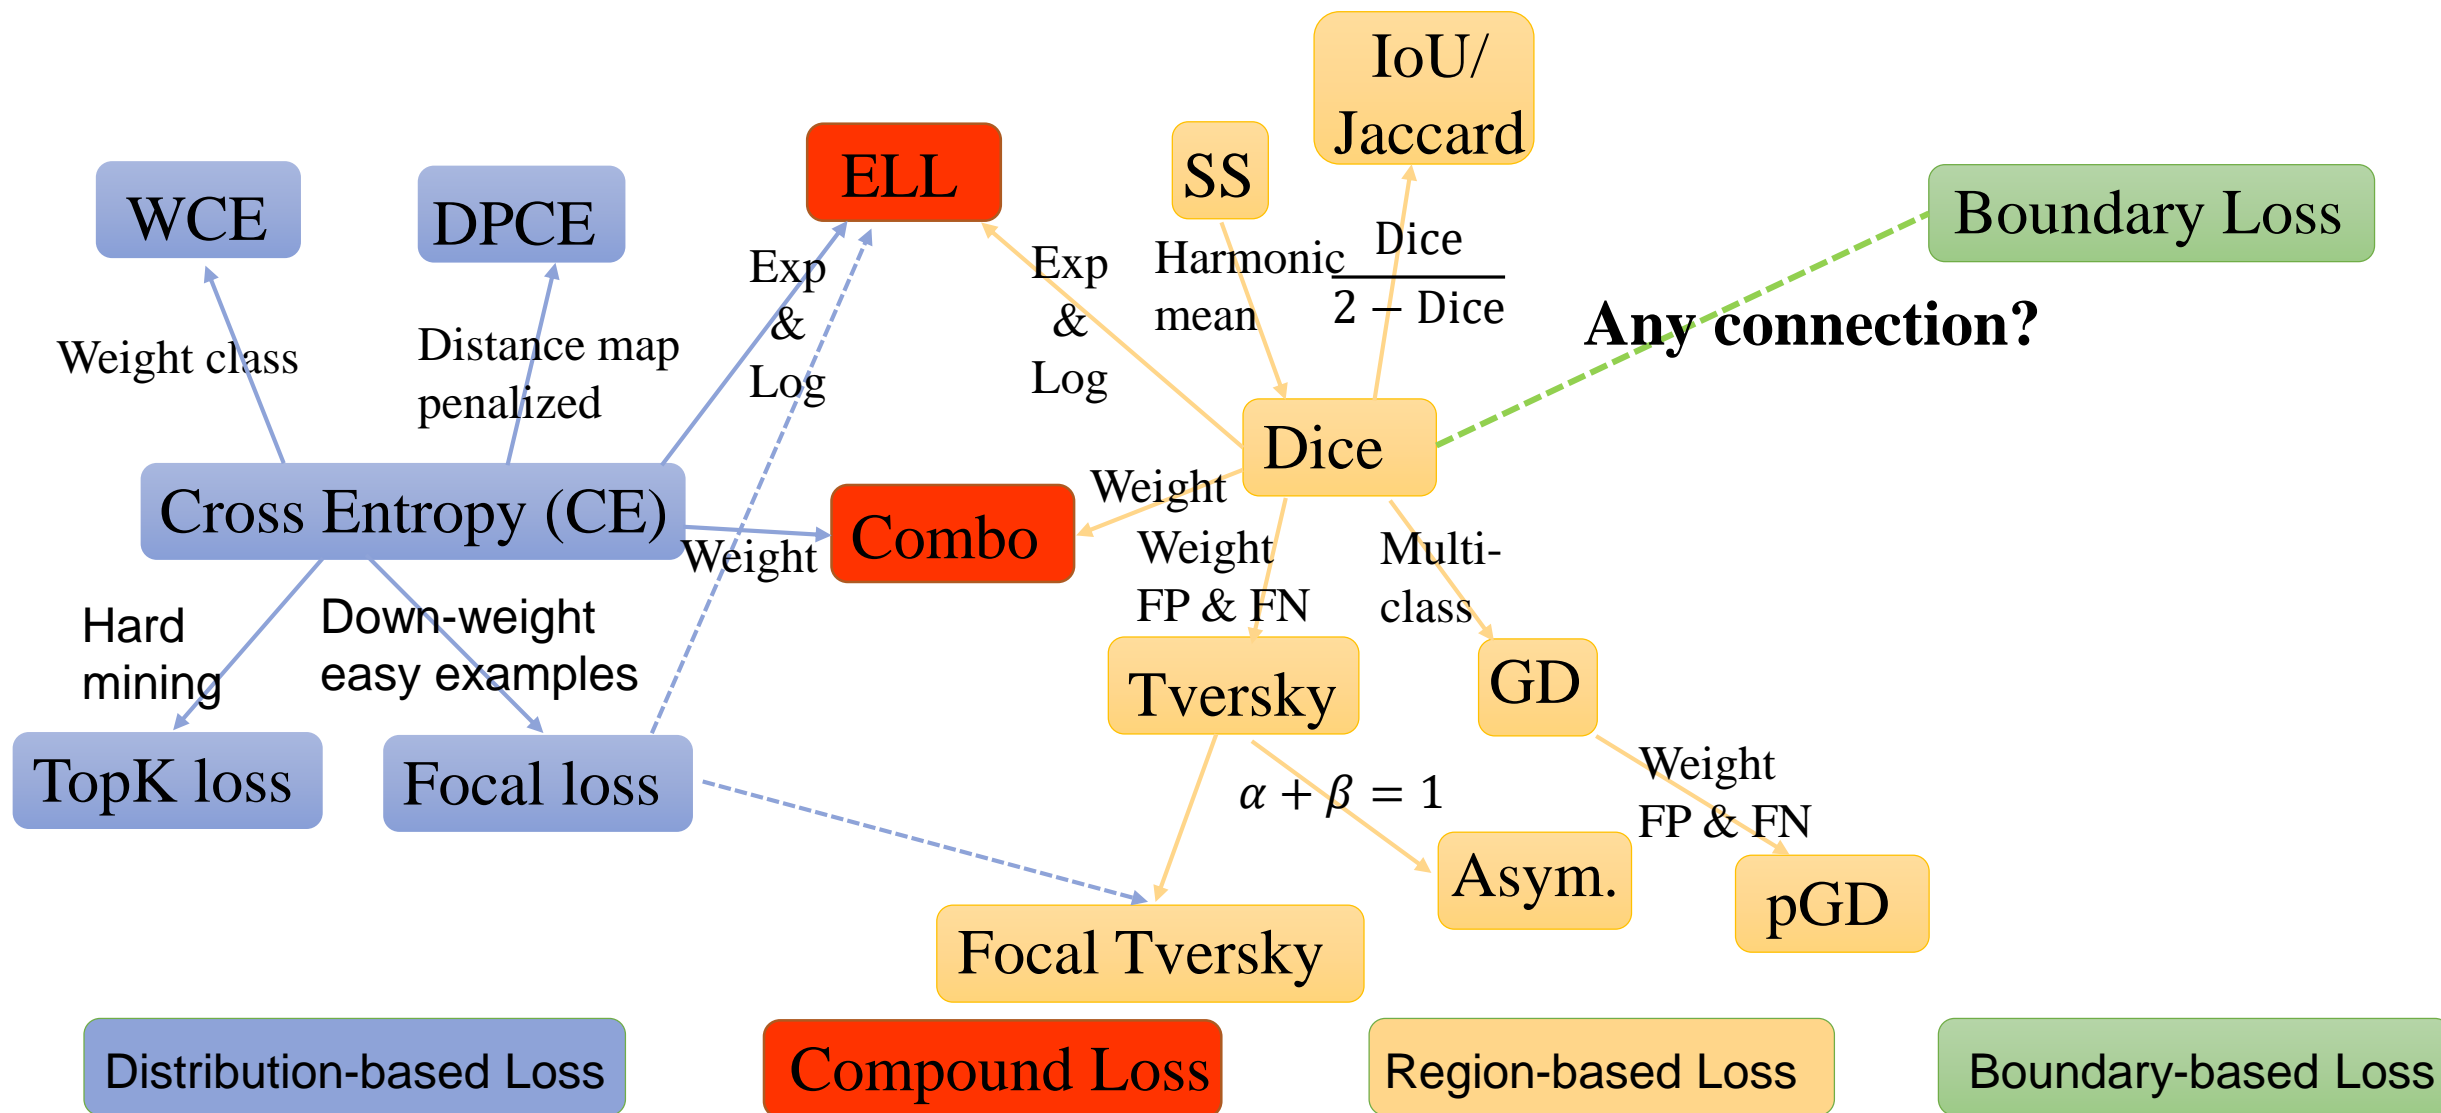 IoU/
Jaccard
ELL
SS
WCE
DPCE
Boundary Loss
Exp
&
Log
Exp
&
Log
Harmonic
mean
Dice
2 − Dice
Any connection?
Weight class
Distance map
penalized
Dice
Cross Entropy (CE)
Weight
Combo
Weight
Weight
FP & FN
Multi-
class
Hard
mining
Down-weight
easy examples
Tversky
GD
TopK loss
Focal loss
α + β = 1
Weight
FP & FN
Asym.
pGD
Focal Tversky
Distribution-based Loss
Compound Loss
Region-based Loss
Boundary-based Loss